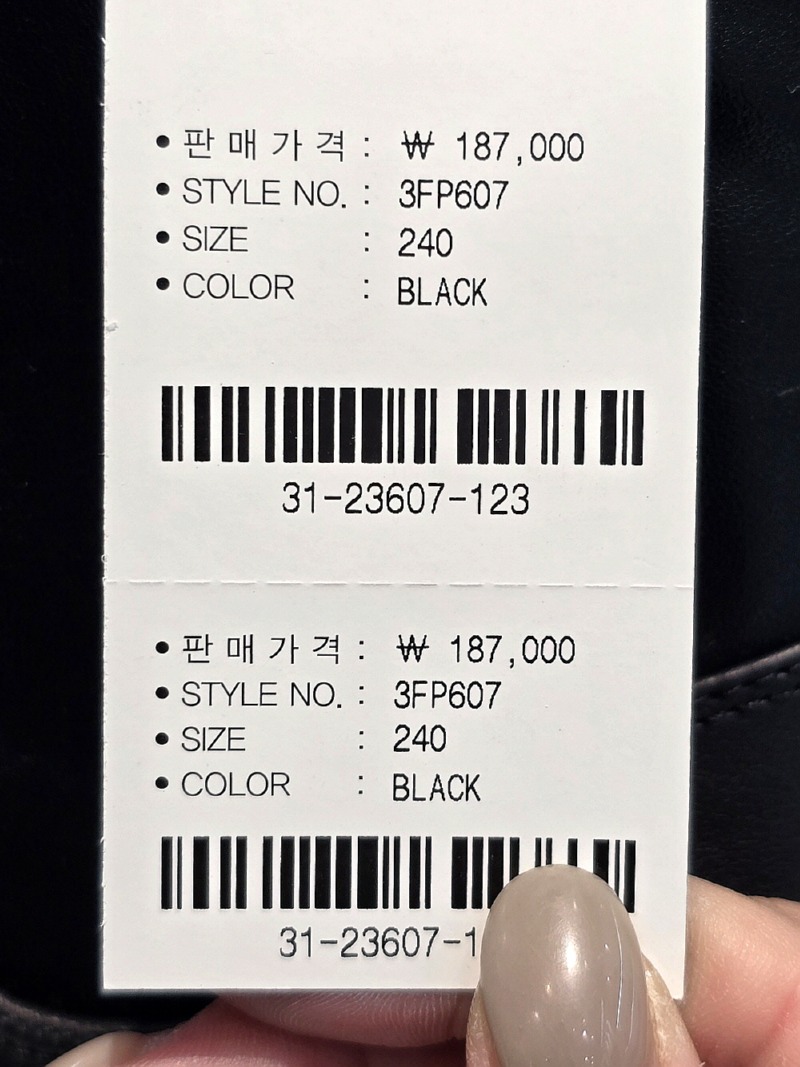 • 판매가격 : ₩ 187,000
• STYLE NO. : 3FP607
• SIZE : 240
• COLOR : BLACK
31-23607-123
• 판매가격 : ₩ 187,000
• STYLE NO. : 3FP607
• SIZE : 240
• COLOR : BLACK
31-23607-1